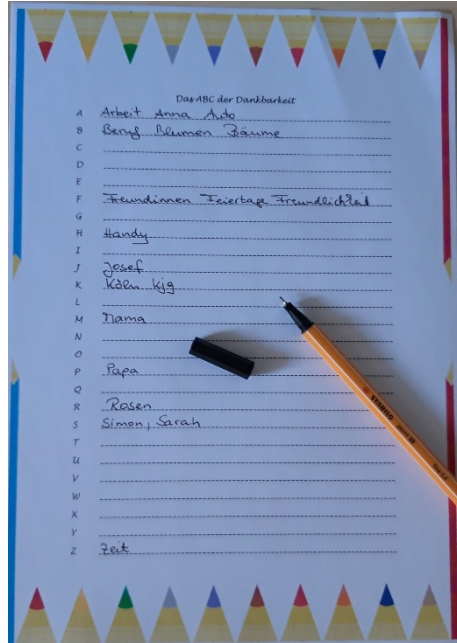 Das ABC der Dankbarkeit
A Arbeit Anna Auto
B Beruf Blumen Bäume
C
D
E
F Freundinnen Feiertage Freundlichkeit
G
H Handy
I
J Josef
K Köln kjg
L
M Mama
N
O
P Papa
Q
R Rosen
S Simon, Sarah
T
U
V
W
X
Y
Z Zeit
STABILO